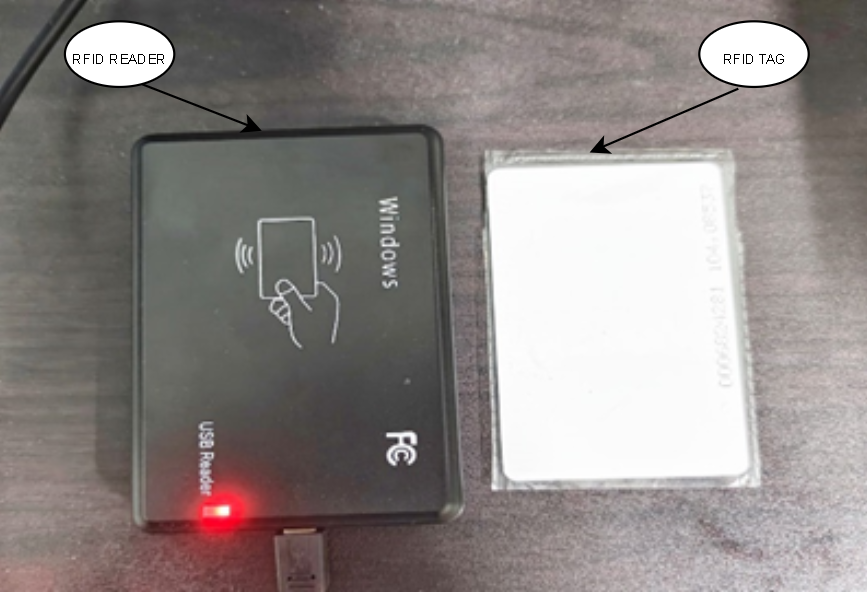 RFID READER
RFID TAG
Windows
FC
USB Reader